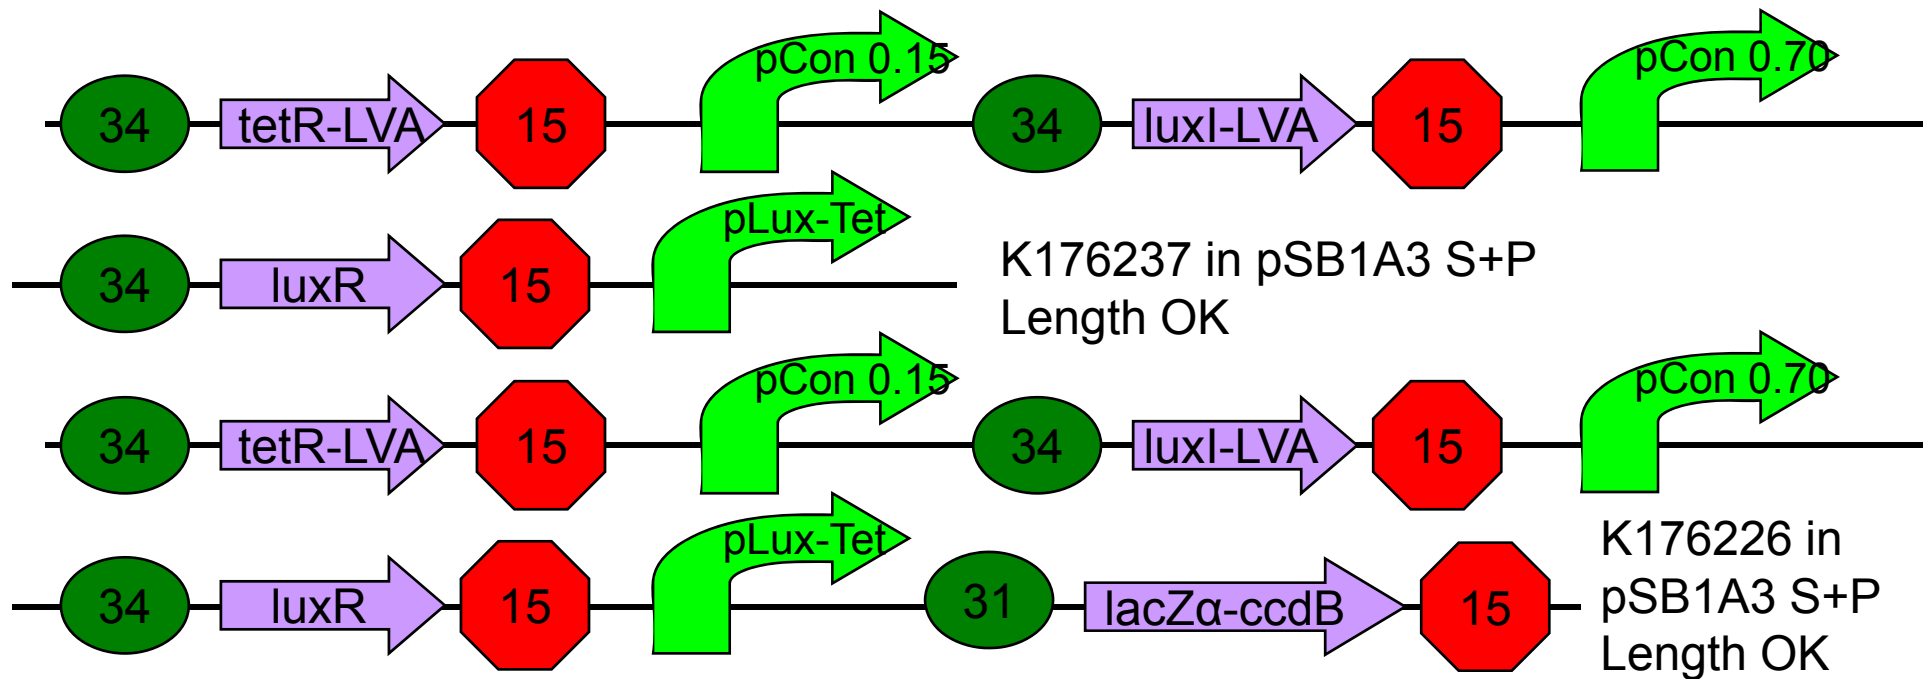 34 tetR-LVA 15 pCon 0.15 34 luxI-LVA 15 pCon 0.70
34 luxR 15 pLux-Tet
K176237 in pSB1A3 S+P
Length OK
34 tetR-LVA 15 pCon 0.15 34 luxI-LVA 15 pCon 0.70
34 luxR 15 pLux-Tet 31 lacZα-ccdB 15
K176226 in
pSB1A3 S+P
Length OK